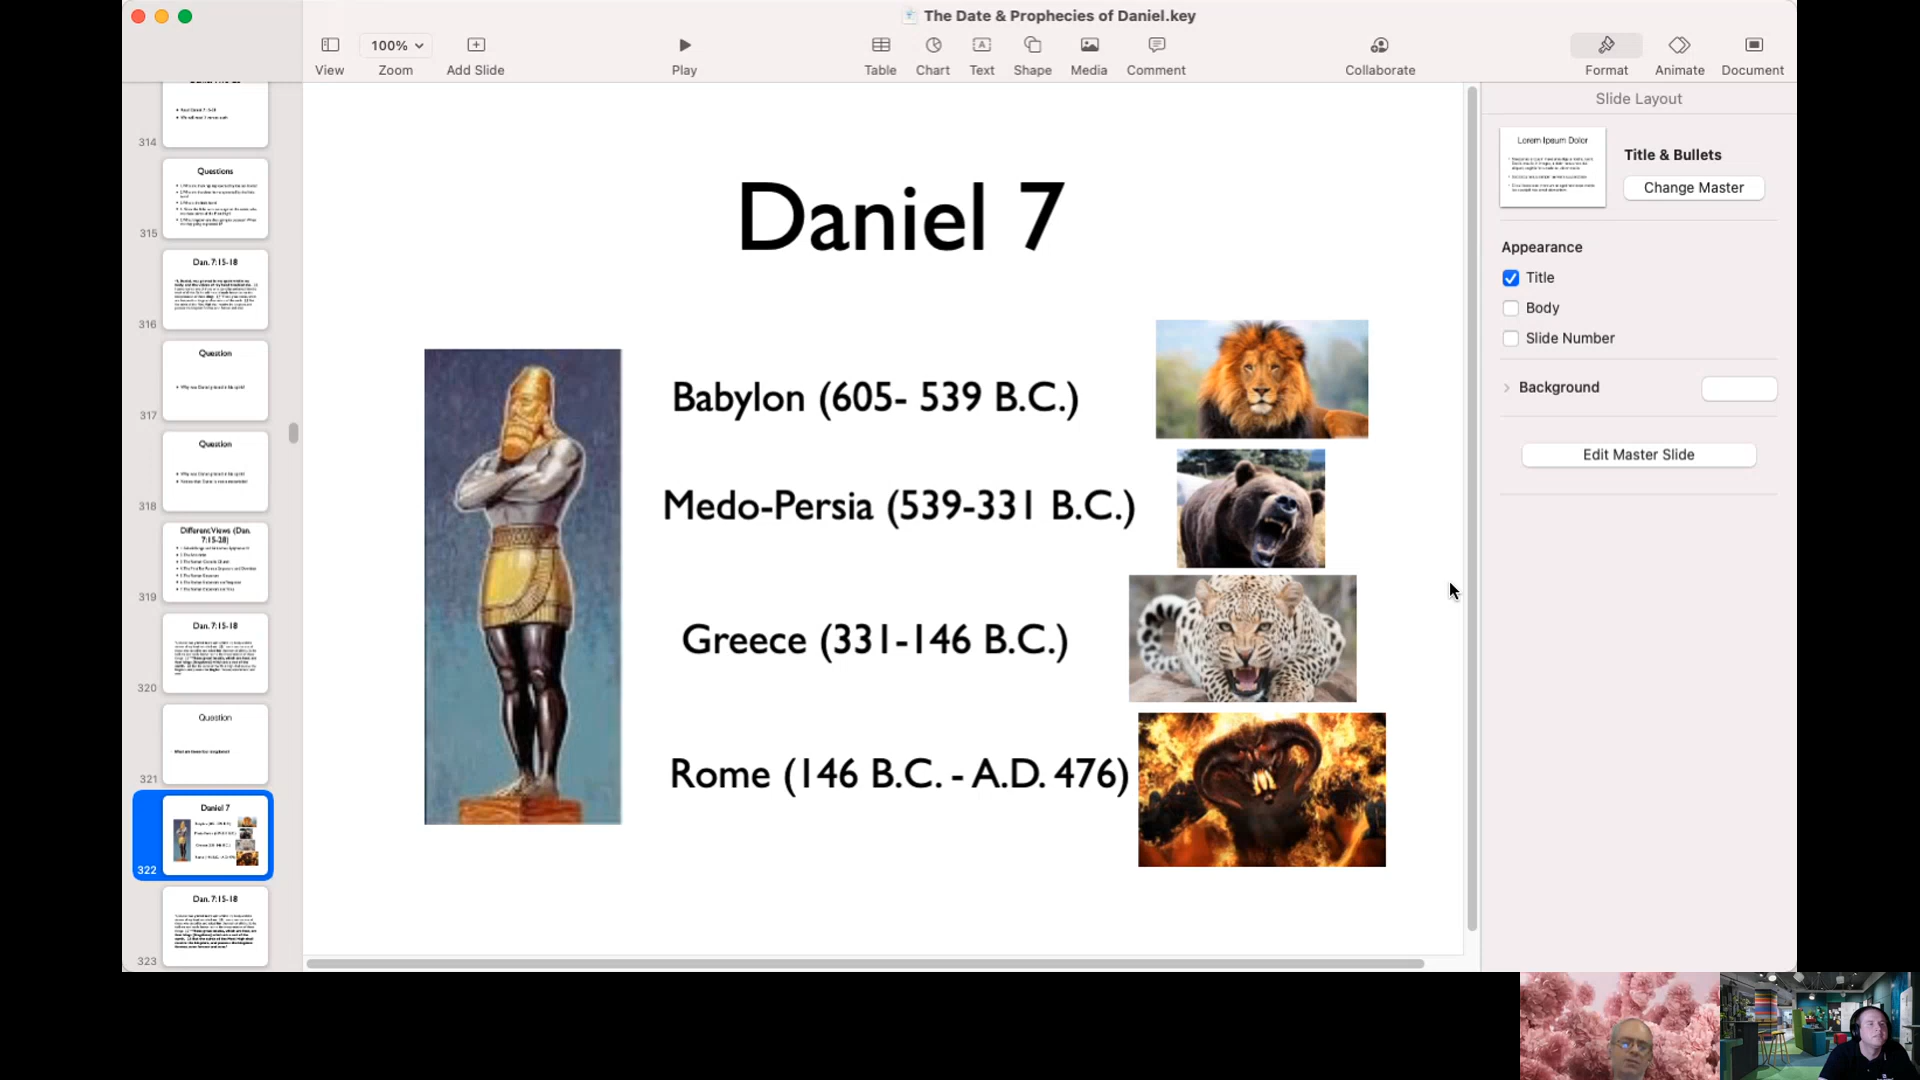 The Date & Prophecies of Daniel.key
100%
View
Zoom
Add Slide
Play
Table
Chart
Text
Shape
Media
Comment
Collaborate
Format
Animate
Document
314
Questions
315
Dan. 7:15-18
316
Question
317
Question
318
Different Views (Dan.
7:15-28)
319
Dan. 7:15-18
320
Question
321
Daniel 7
322
Dan. 7:15-18
323
Daniel 7
Babylon (605- 539 B.C.)
Medo-Persia (539-331 B.C.)
Greece (331-146 B.C.)
Rome (146 B.C. - A.D. 476)
Slide Layout
Lorem Ipsum Dolor
Title & Bullets
Change Master
Appearance
Title
Body
Slide Number
Background
Edit Master Slide